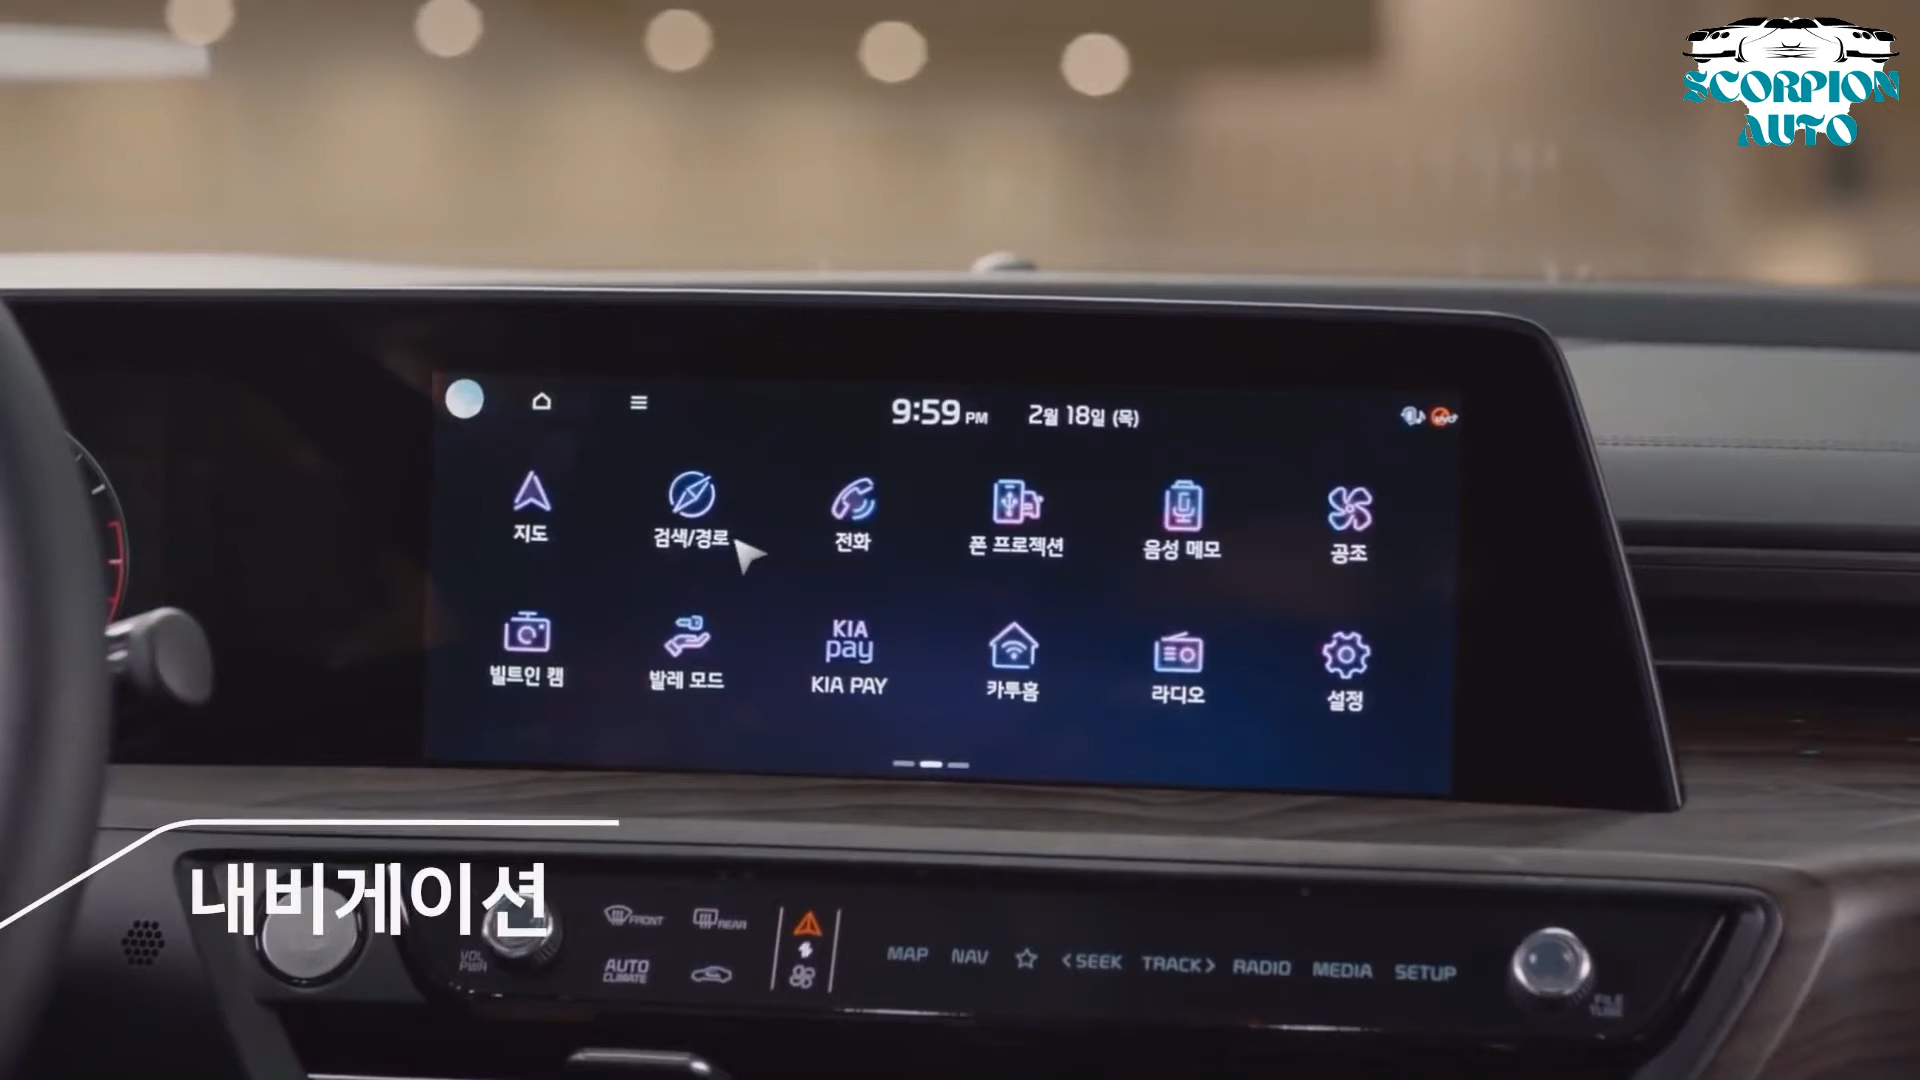 SCORPION
AUTO
9:59 PM 2월 18일 (목)
지도 검색/경로 전화 폰 프로젝션 음성 메모 공조
KIA
pay
빌트인 캠 발레 모드 KIA PAY 카투홈 라디오 설정
내비게이션
FRONT REAR
VOL
PWR
AUTO
CLIMATE
MAP NAV SEEK TRACK RADIO MEDIA SETUP
FILE
TUNE